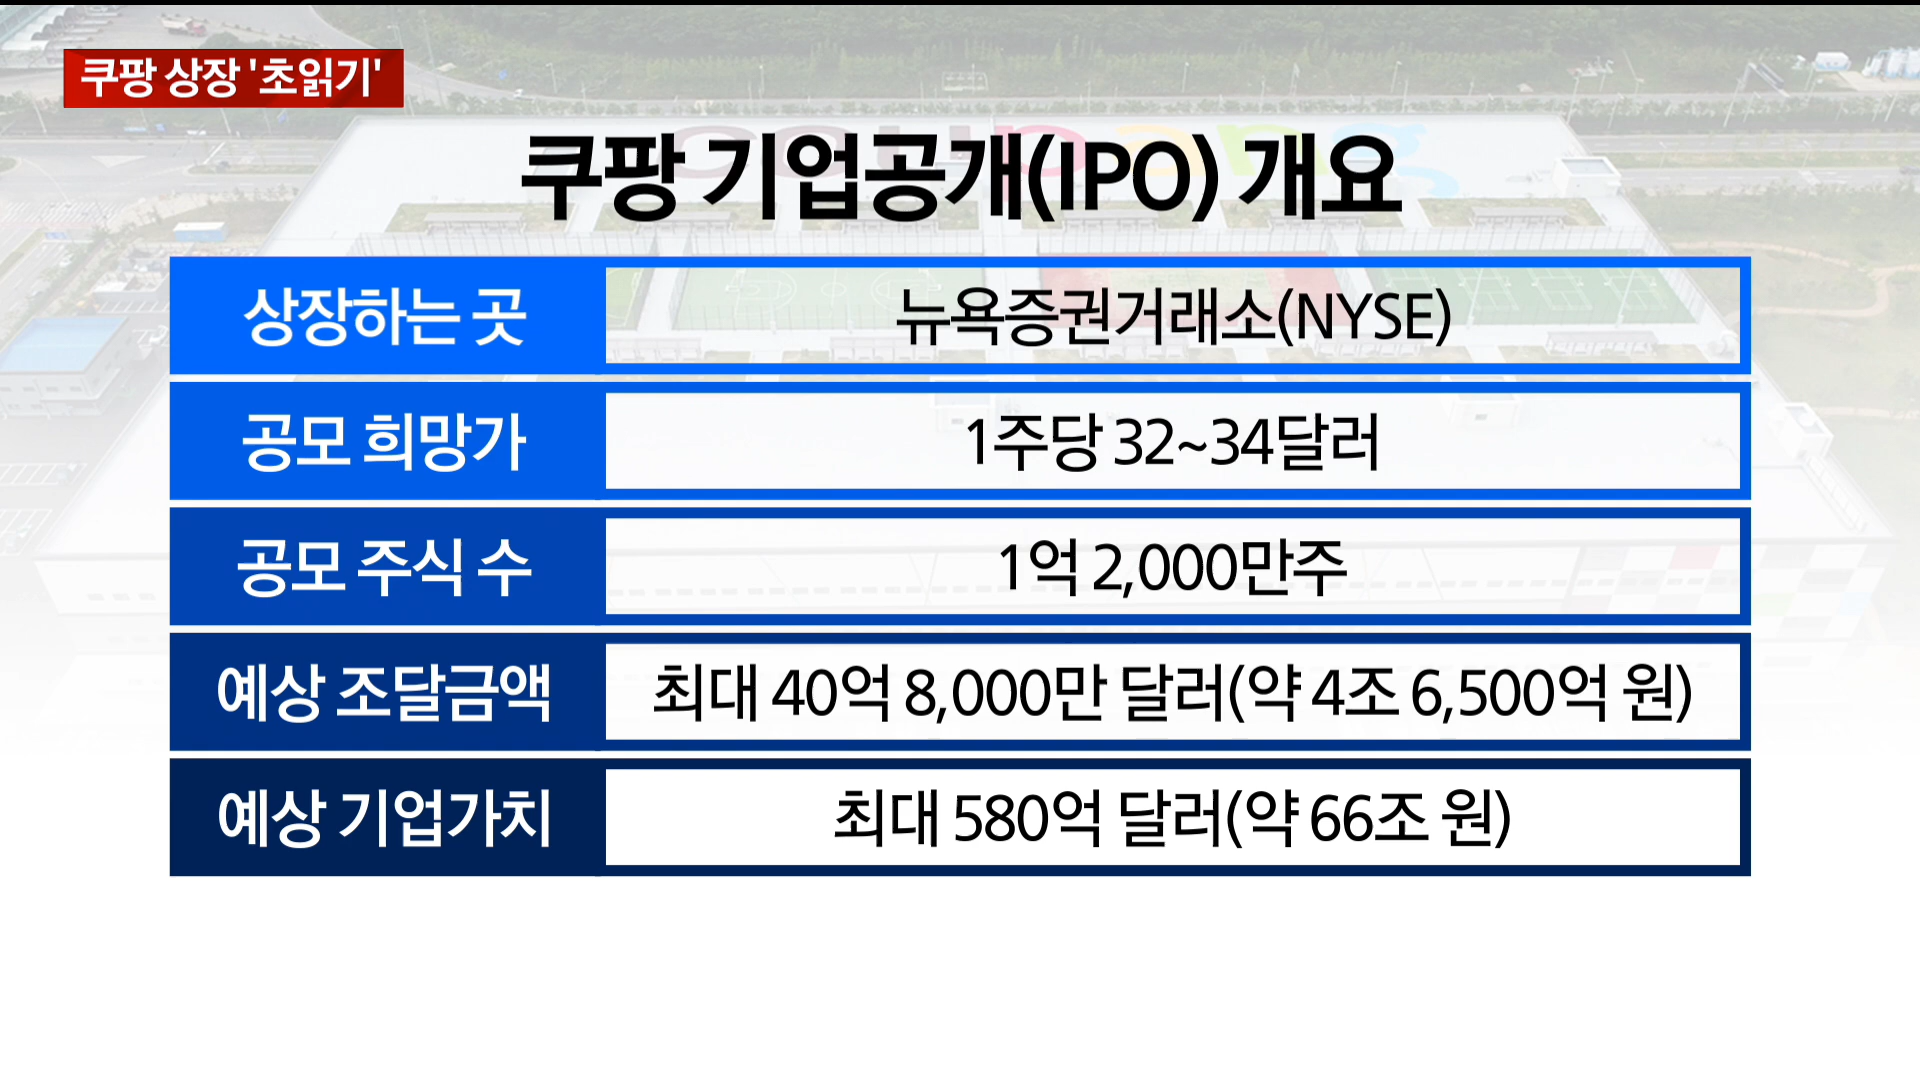 쿠팡 상장 '초읽기'
coupang
쿠팡 기업공개(IPO) 개요
상장하는 곳 뉴욕증권거래소(NYSE)
공모 희망가 1주당 32~34달러
공모 주식 수 1억 2,000만주
예상 조달금액 최대 40억 8,000만 달러(약 4조 6,500억 원)
예상 기업가치 최대 580억 달러(약 66조 원)